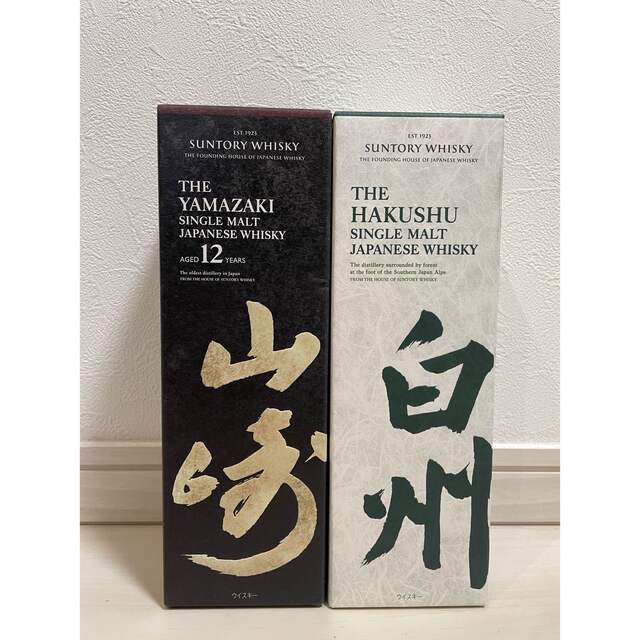 EST. 1923
SUNTORY WHISKY
THE FOUNDING HOUSE OF JAPANESE WHISKY
THE
YAMAZAKI
SINGLE MALT
JAPANESE WHISKY
AGED 12 YEARS
The oldest distillery in Japan
FROM THE HOUSE OF SUNTORY WHISKY
山
崎
ウイスキー
EST. 1923
SUNTORY WHISKY
THE FOUNDING HOUSE OF JAPANESE WHISKY
THE
HAKUSHU
SINGLE MALT
JAPANESE WHISKY
The distillery surrounded by forest
at the foot of the Southern Japan Alps
FROM THE HOUSE OF SUNTORY WHISKY
白
州
ウイスキー